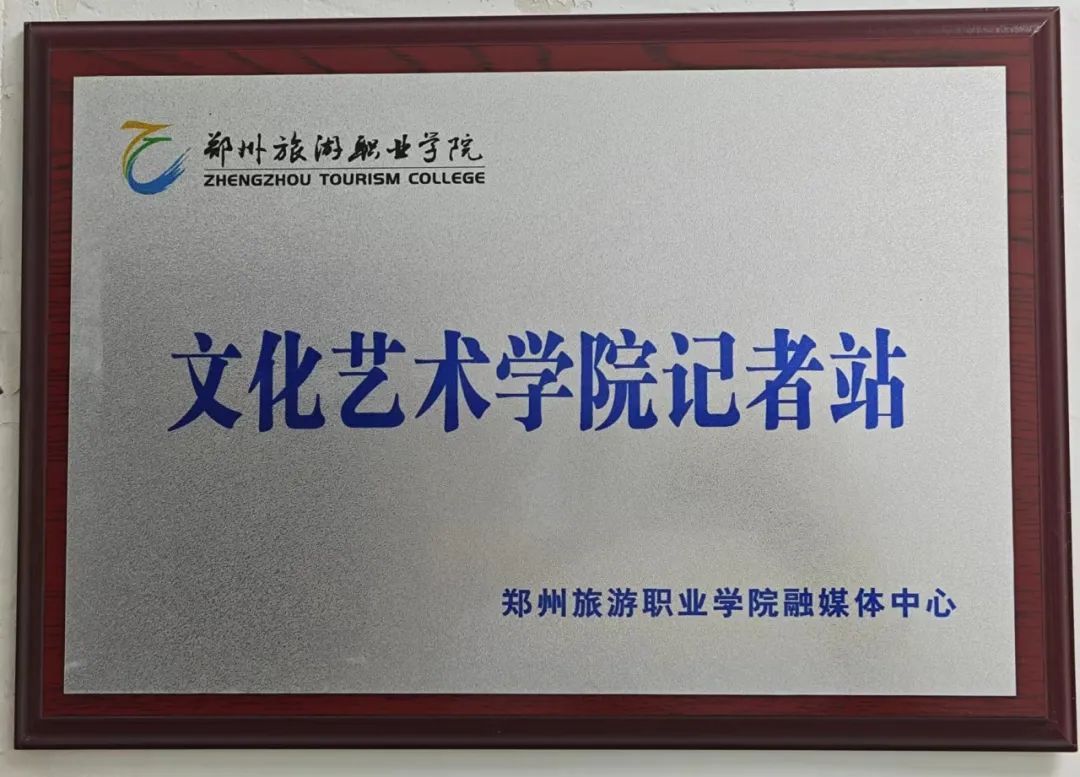 郑州旅游职业学院
ZHENGZHOU TOURISM COLLEGE
文化艺术学院记者站
郑州旅游职业学院融媒体中心